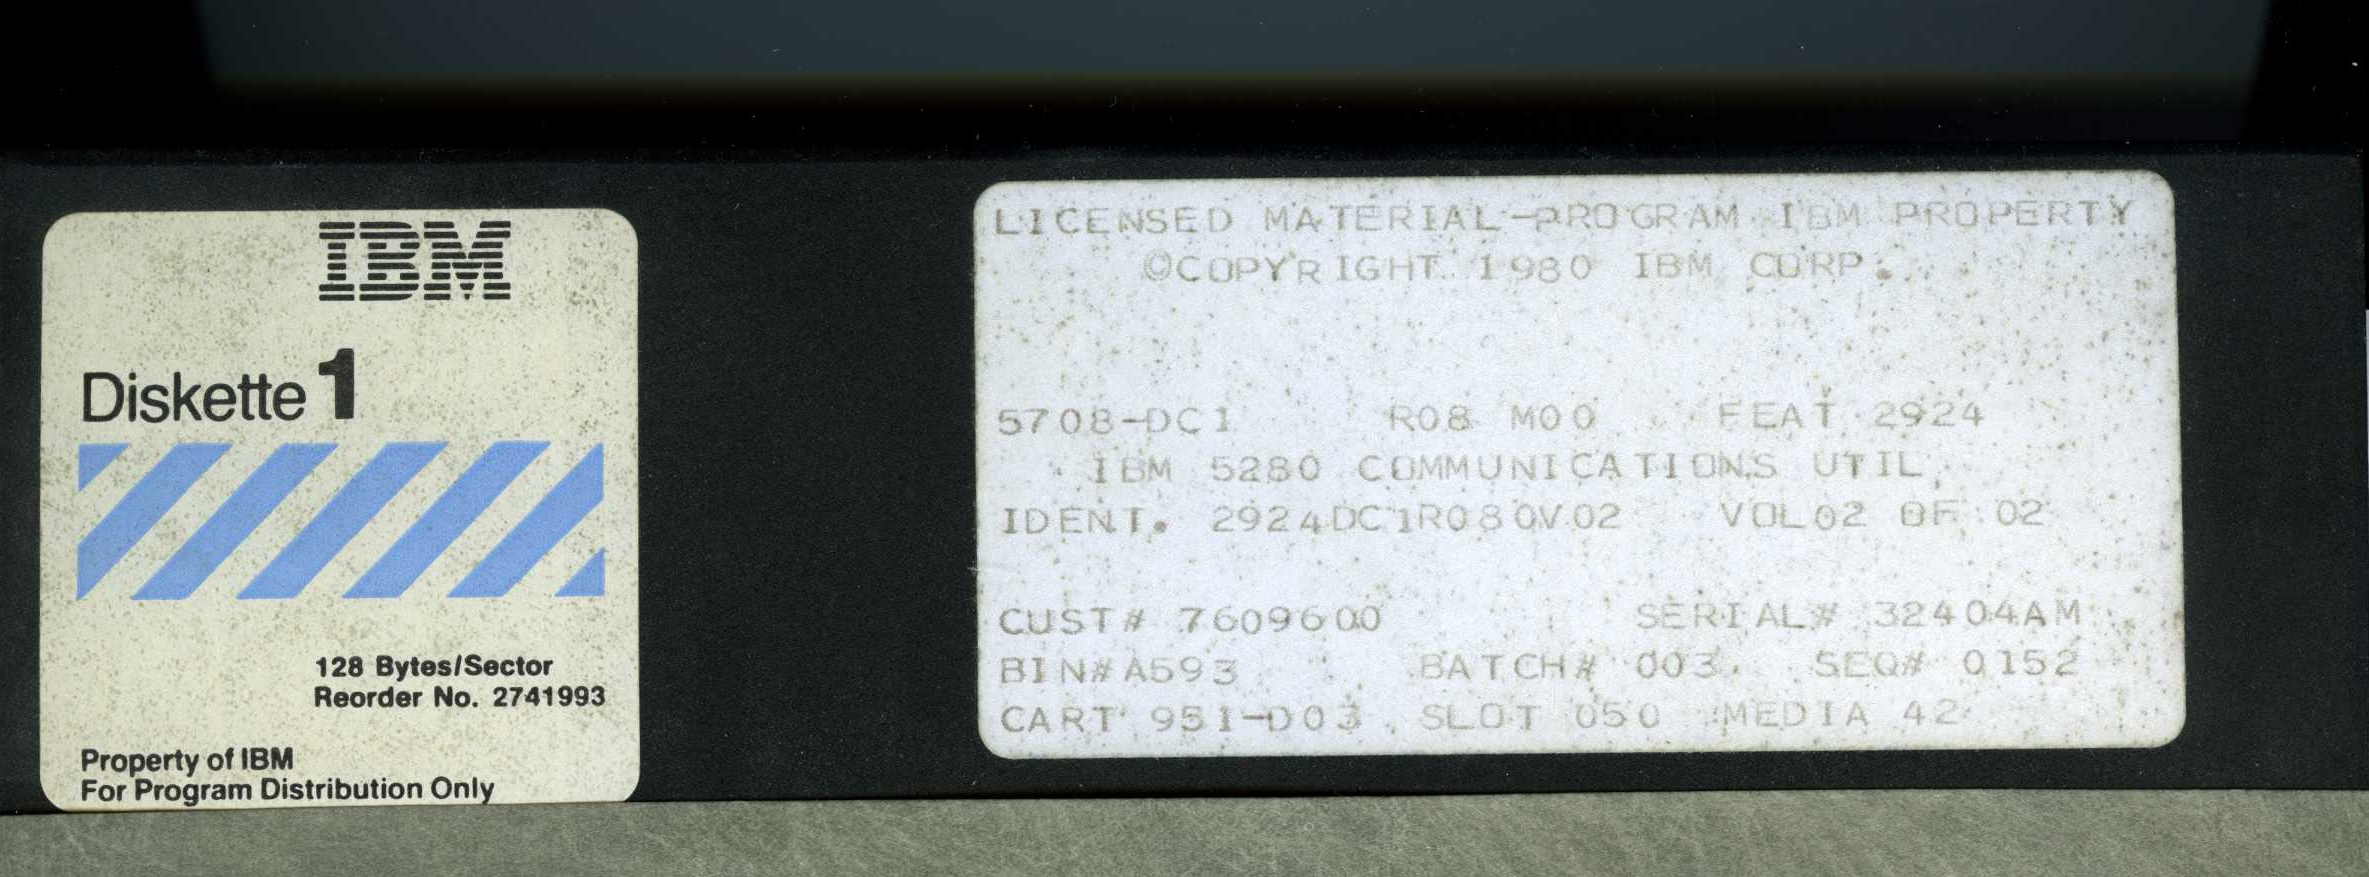 IBM
Diskette 1
128 Bytes/Sector
Reorder No. 2741993
Property of IBM
For Program Distribution Only
LICENSED MATERIAL-PROGRAM IBM PROPERTY
©COPYRIGHT 1980 IBM CORP.
5708-DC1 R08 M00 FEAT 2924
IBM 5280 COMMUNICATIONS UTIL
IDENT. 2924DC1R080V02 VOL02 OF 02
CUST# 7609600 SERIAL# 32404AM
BIN#A593 BATCH# 003 SEQ# 0152
CART 951-D03 SLOT 050 MEDIA 42